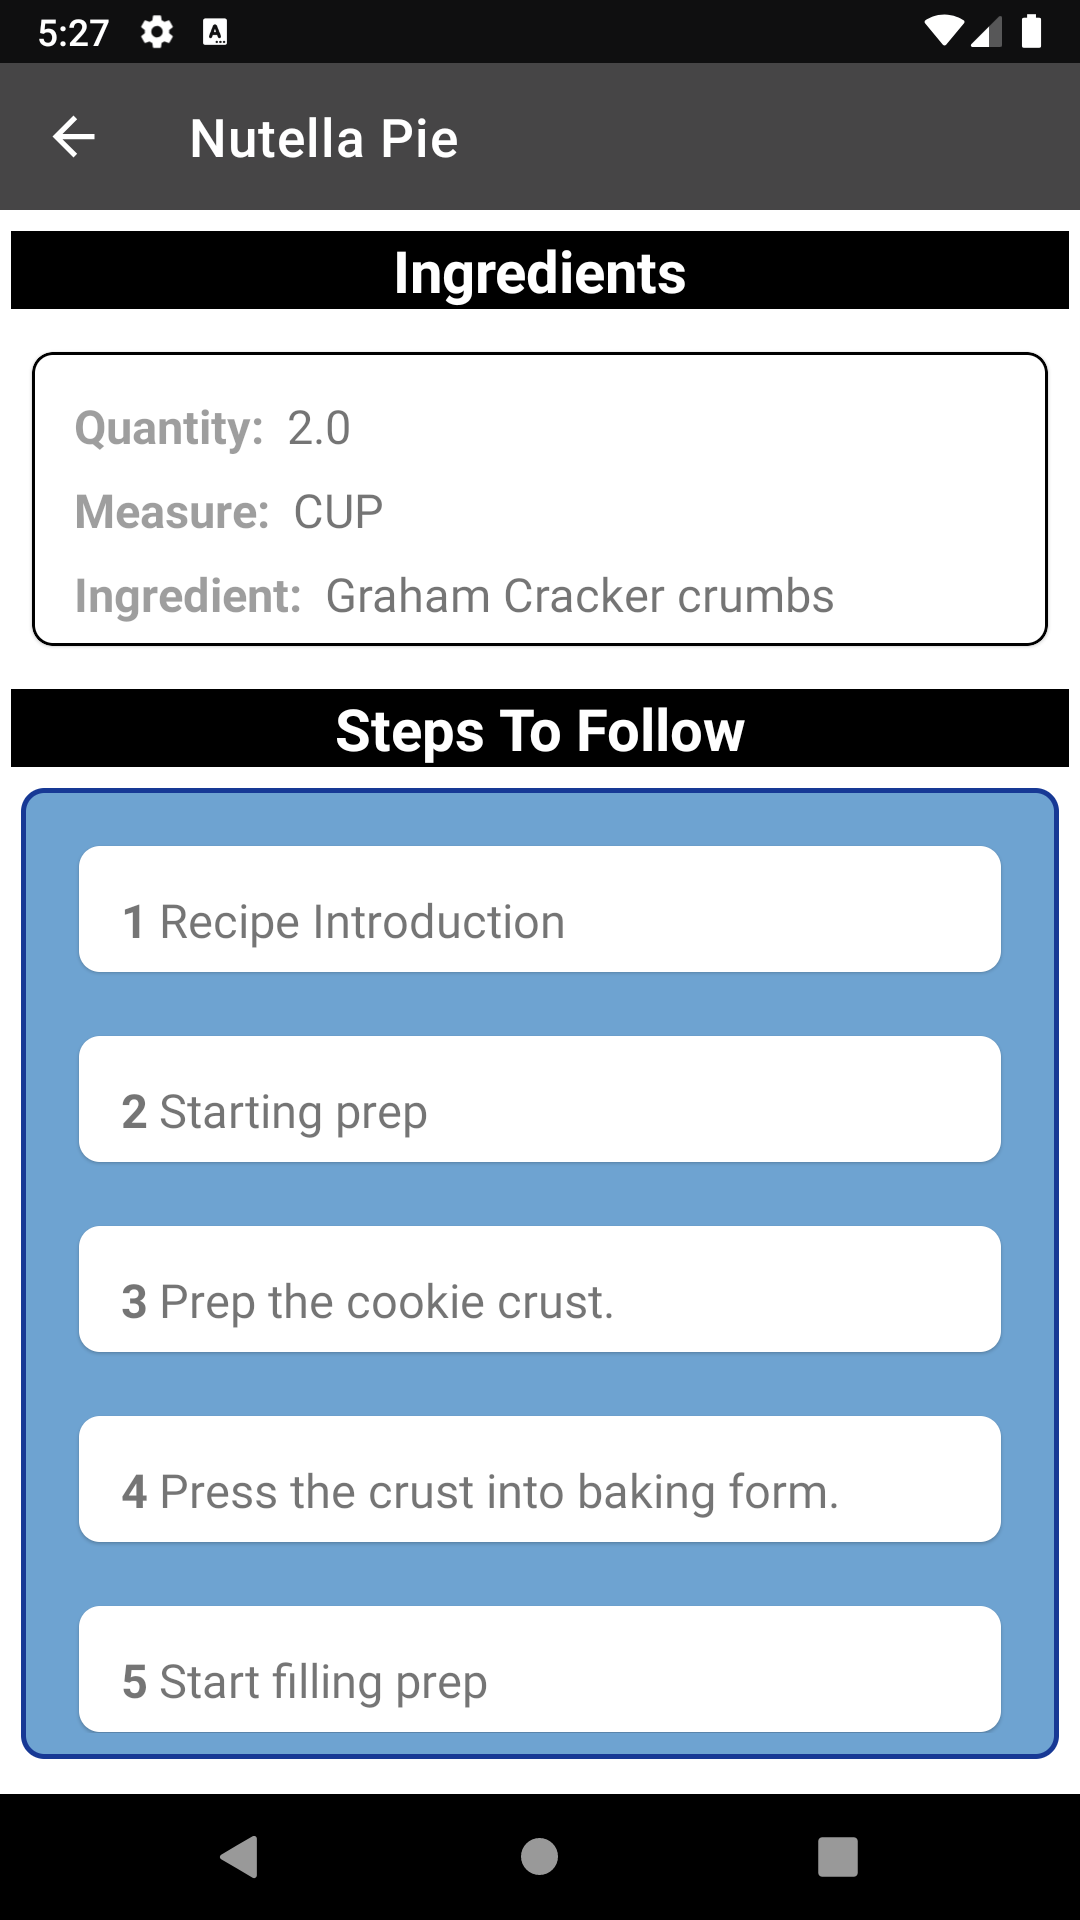 5:27
Nutella Pie
Ingredients
Quantity: 2.0
Measure: CUP
Ingredient: Graham Cracker crumbs
Steps To Follow
1 Recipe Introduction
2 Starting prep
3 Prep the cookie crust.
4 Press the crust into baking form.
5 Start filling prep